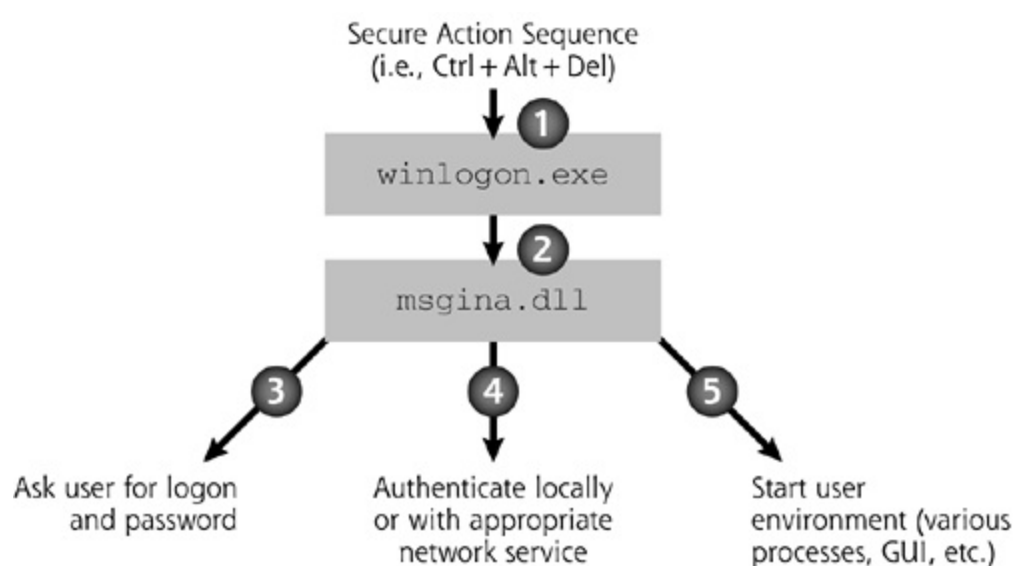 Secure Action Sequence
(i.e., Ctrl + Alt + Del)
1
winlogon.exe
2
msgina.dll
3
4
5
Ask user for logon
and password
Authenticate locally
or with appropriate
network service
Start user
environment (various
processes, GUI, etc.)